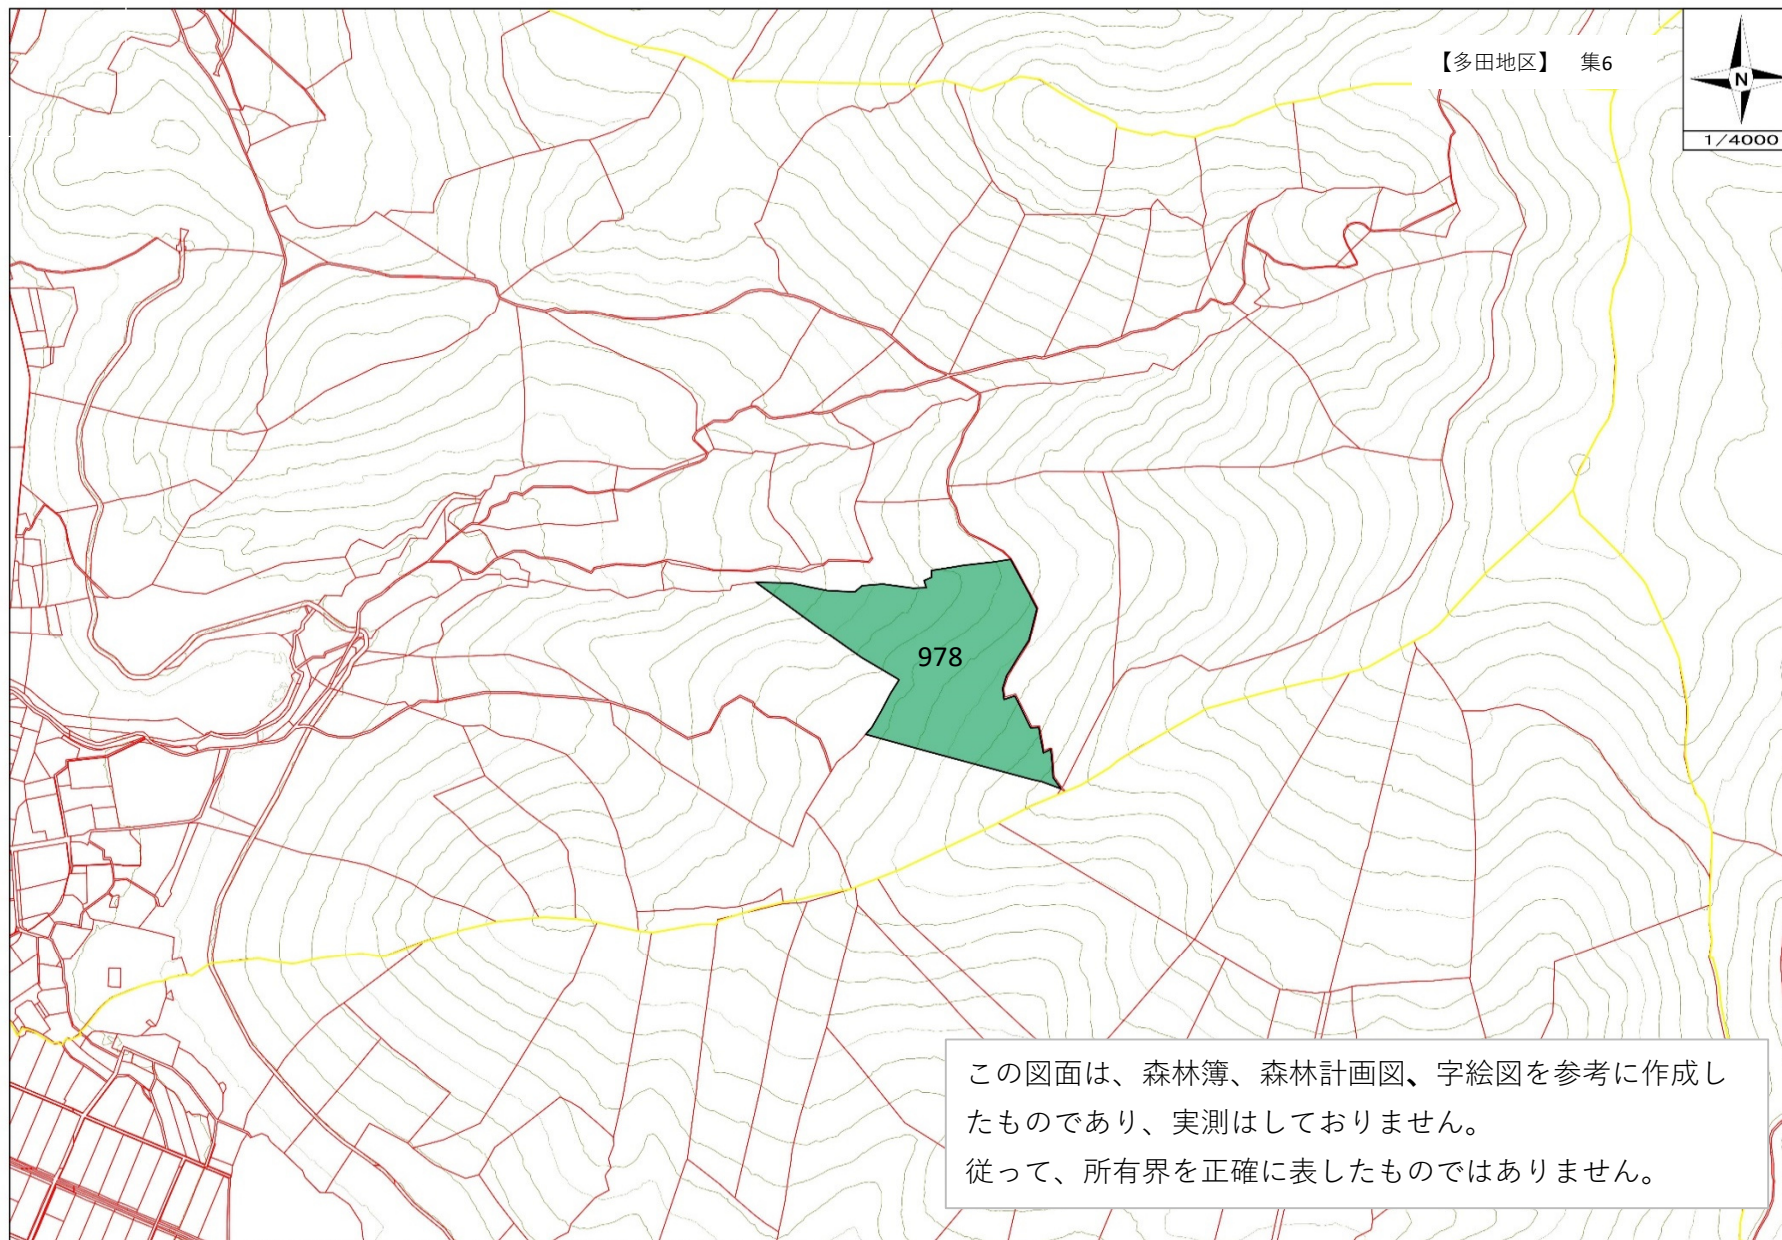 【多田地区】　集6
N
1/4000
978
この図面は、森林簿、森林計画図、字絵図を参考に作成し
たものであり、実測はしておりません。
従って、所有界を正確に表したものではありません。